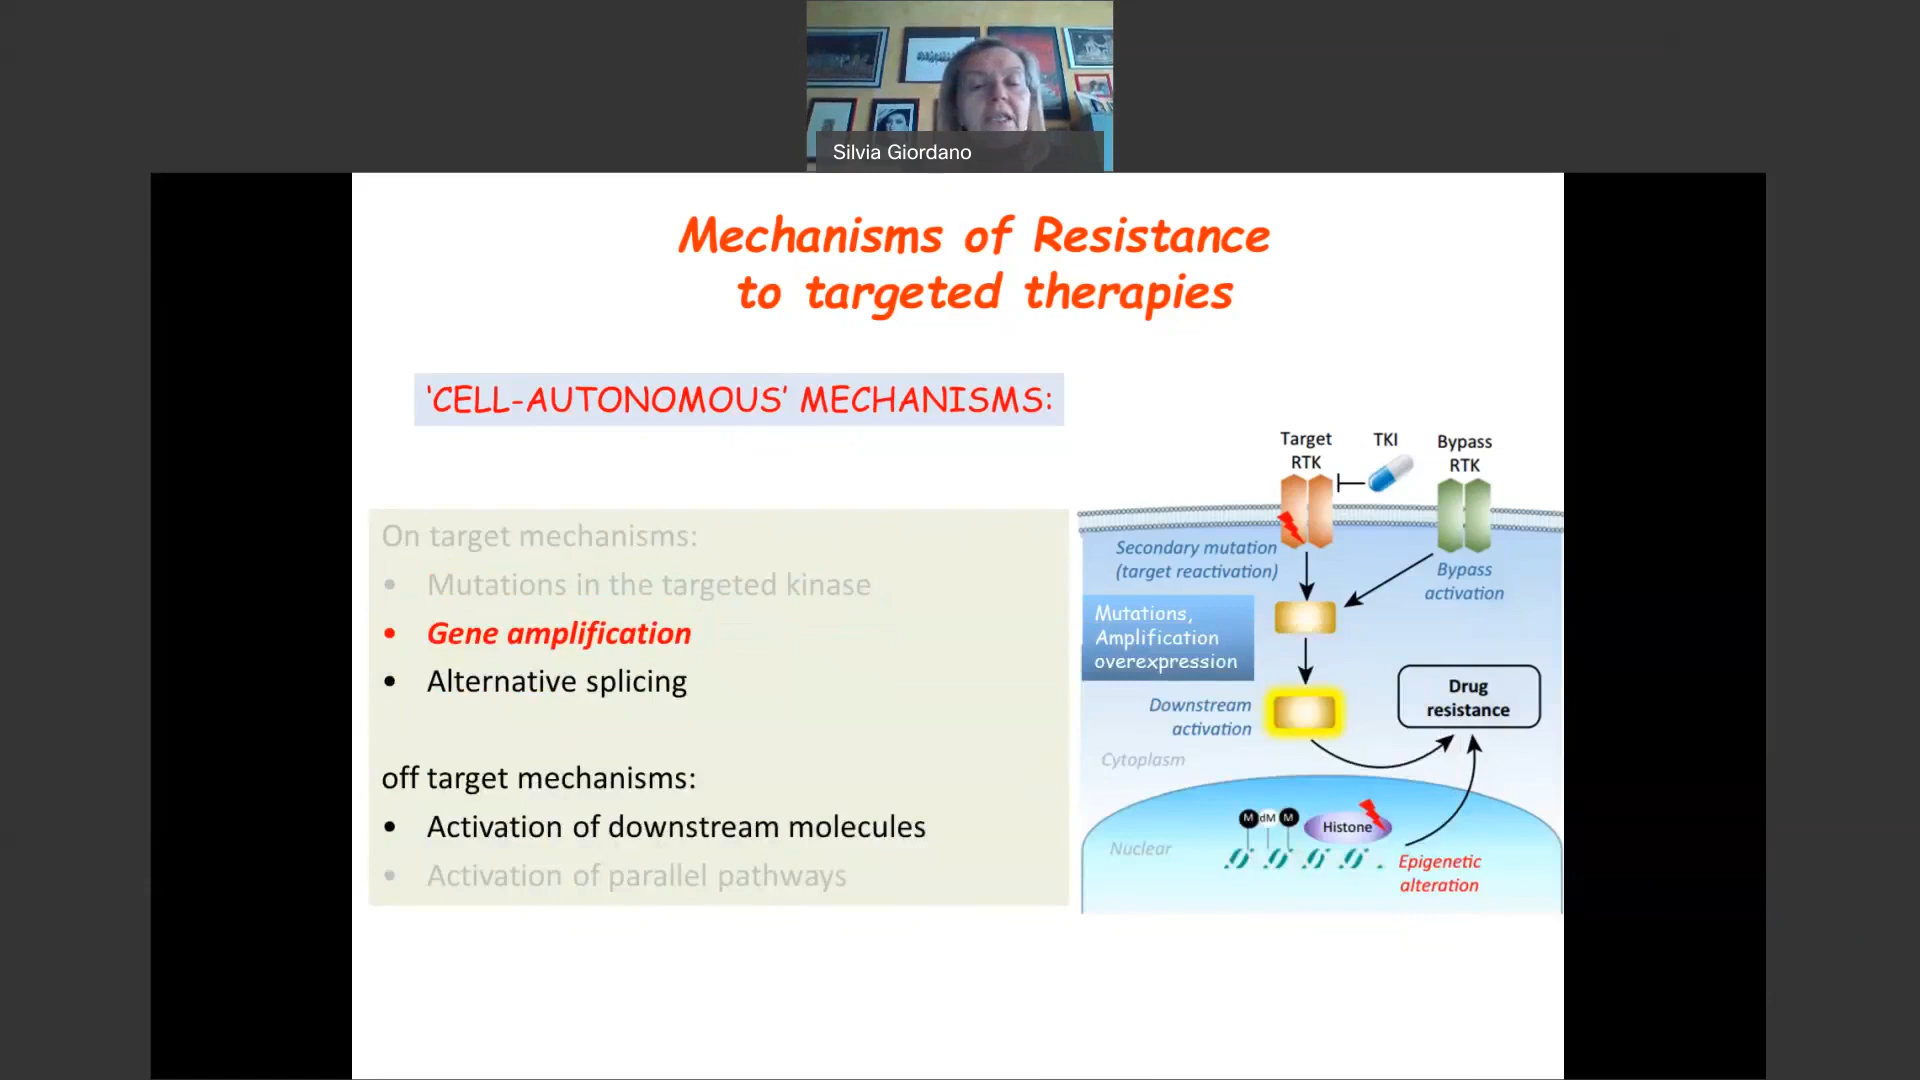 Silvia Giordano
Mechanisms of Resistance
to targeted therapies
‘CELL-AUTONOMOUS’ MECHANISMS:
On target mechanisms:
• Mutations in the targeted kinase
• Gene amplification
• Alternative splicing
off target mechanisms:
• Activation of downstream molecules
• Activation of parallel pathways
Target
RTK
TKI
Bypass
RTK
Secondary mutation
(target reactivation)
Bypass
activation
Mutations,
Amplification
overexpression
Downstream
activation
Drug
resistance
Cytoplasm
M dM M
Histone
Nuclear
Epigenetic
alteration